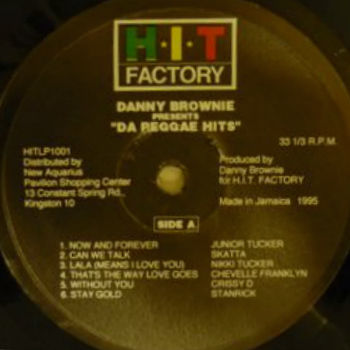 H·I·T
FACTORY
DANNY BROWNIE
PRESENTS
"DA REGGAE HITS"
HITLP1001
Distributed by
New Aquarius
Pavilion Shopping Center
13 Constant Spring Rd.,
Kingston 10
33 1/3 R.P.M.
Produced by
Danny Brownie
for H.I.T. FACTORY
Made in Jamaica 1995
SIDE A
1. NOW AND FOREVER JUNIOR TUCKER
2. CAN WE TALK SKATTA
3. LALA (MEANS I LOVE YOU) NIKKI TUCKER
4. THAT'S THE WAY LOVE GOES CHEVELLE FRANKLYN
5. WITHOUT YOU CRISSY D
6. STAY GOLD STANRICK